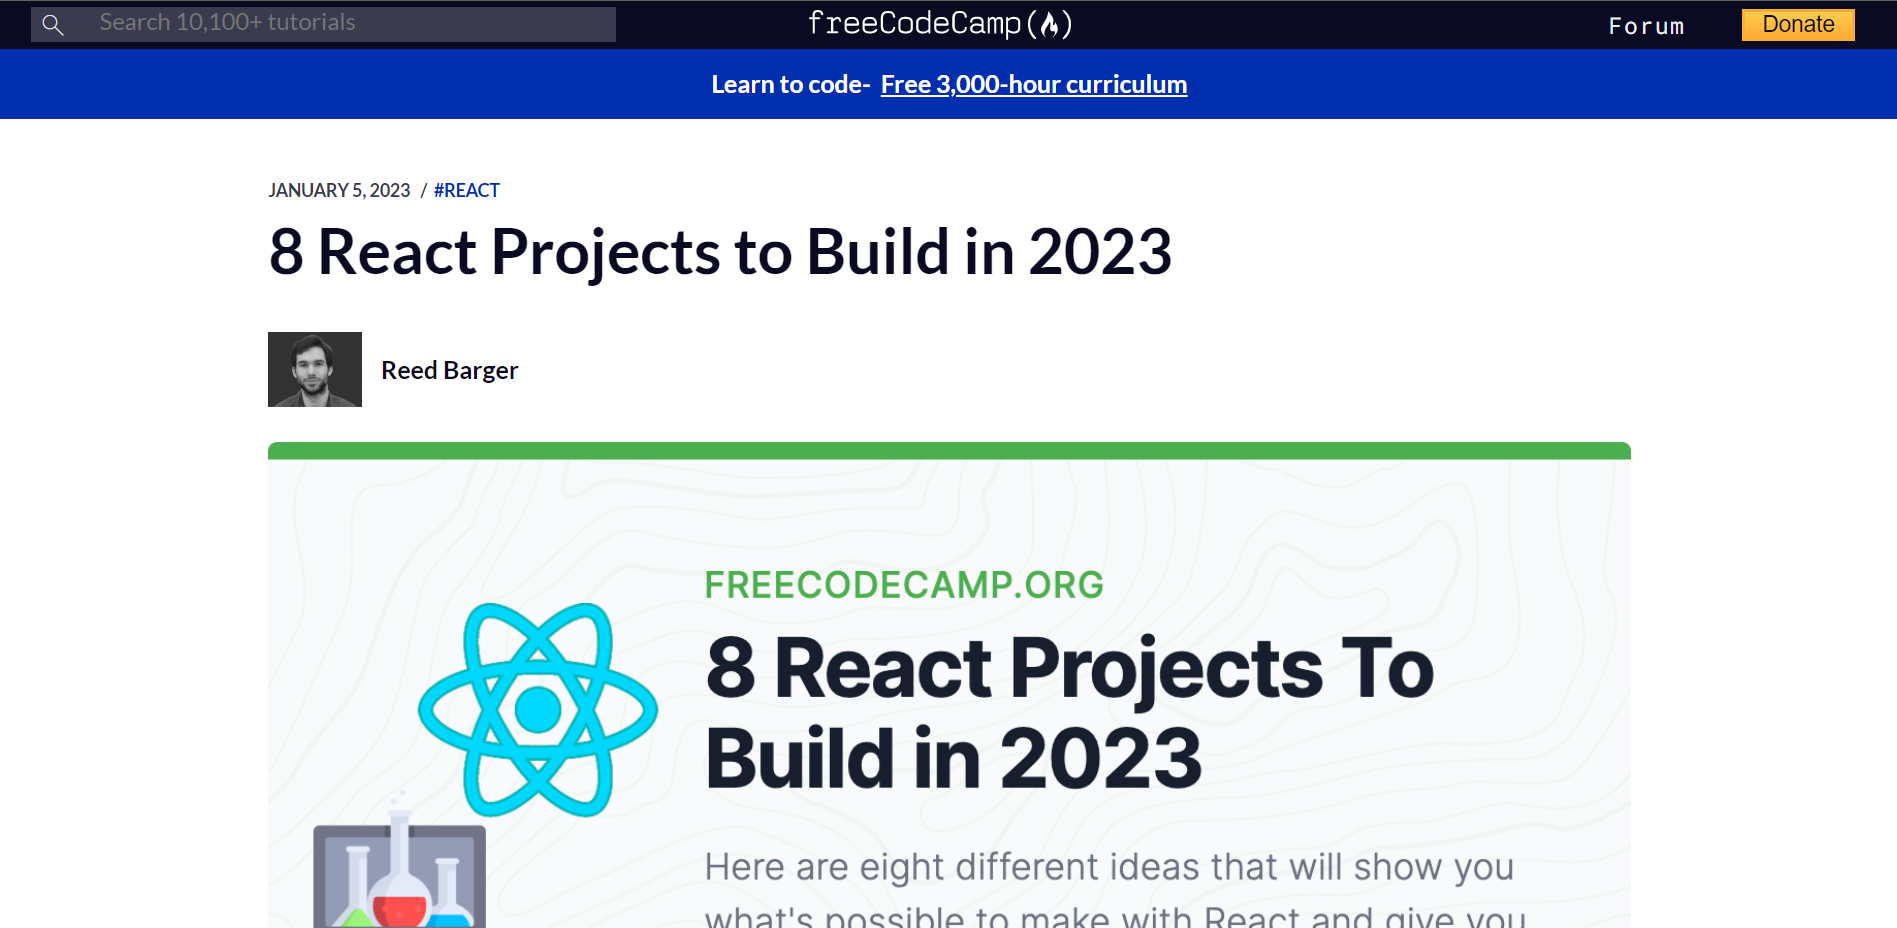 Search 10,100+ tutorials
freeCodeCamp(🔥)
Forum
Donate
Learn to code- Free 3,000-hour curriculum
JANUARY 5, 2023 / #REACT
8 React Projects to Build in 2023
Reed Barger
FREECODECAMP.ORG
8 React Projects To
Build in 2023
Here are eight different ideas that will show you
what's possible to make with React and give you